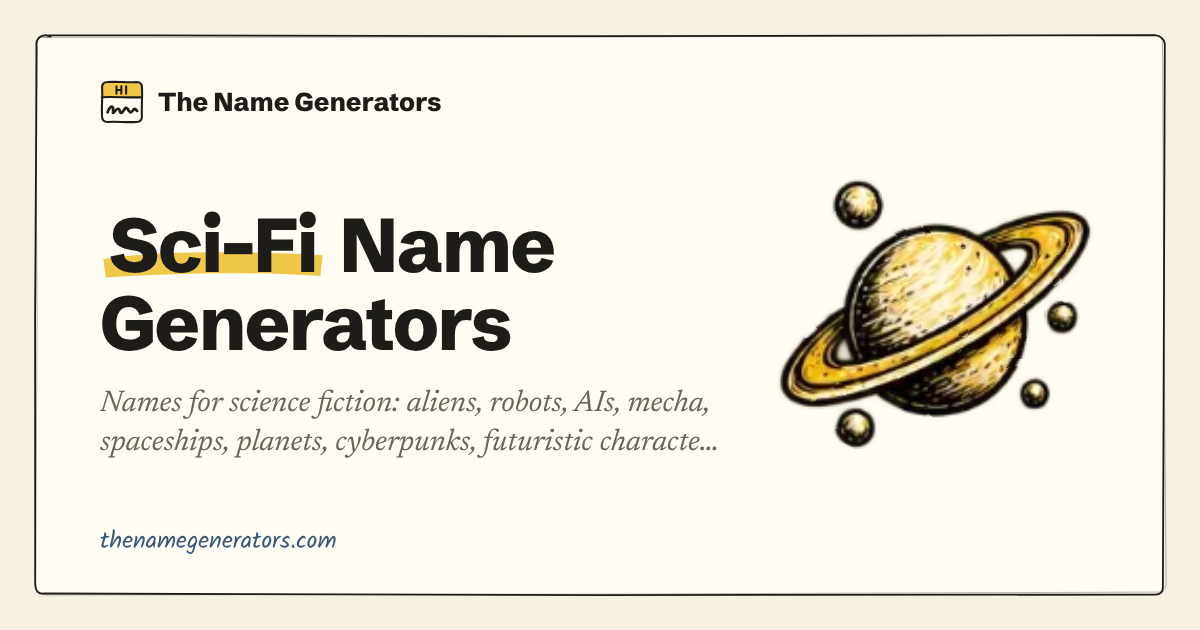 HI
The Name Generators
Sci-Fi Name
Generators
Names for science fiction: aliens, robots, AIs, mecha,
spaceships, planets, cyberpunks, futuristic characte...
thenamegenerators.com